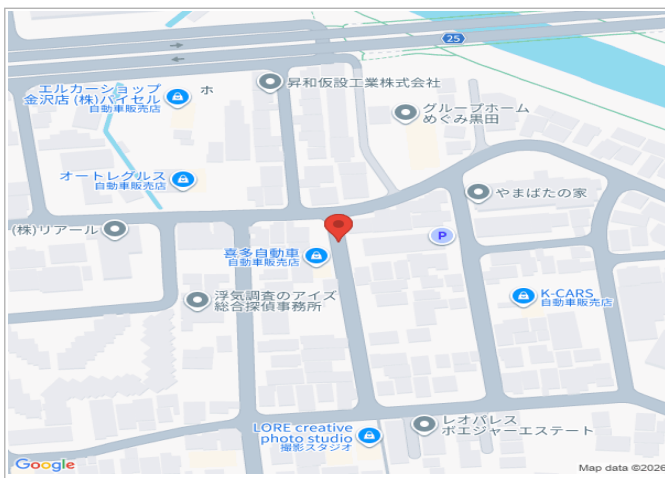 25
エルカーショップ
金沢店 (株)バイセル
自動車販売店
ホ
昇和仮設工業株式会社
グループホーム
めぐみ黒田
オートレグルス
自動車販売店
やまばたの家
(株)リアール
P
喜多自動車
自動車販売店
浮気調査のアイズ
総合探偵事務所
K-CARS
自動車販売店
LORE creative
photo studio
撮影スタジオ
レオパレス
ボエジャーエステート
Google
Map data ©2026